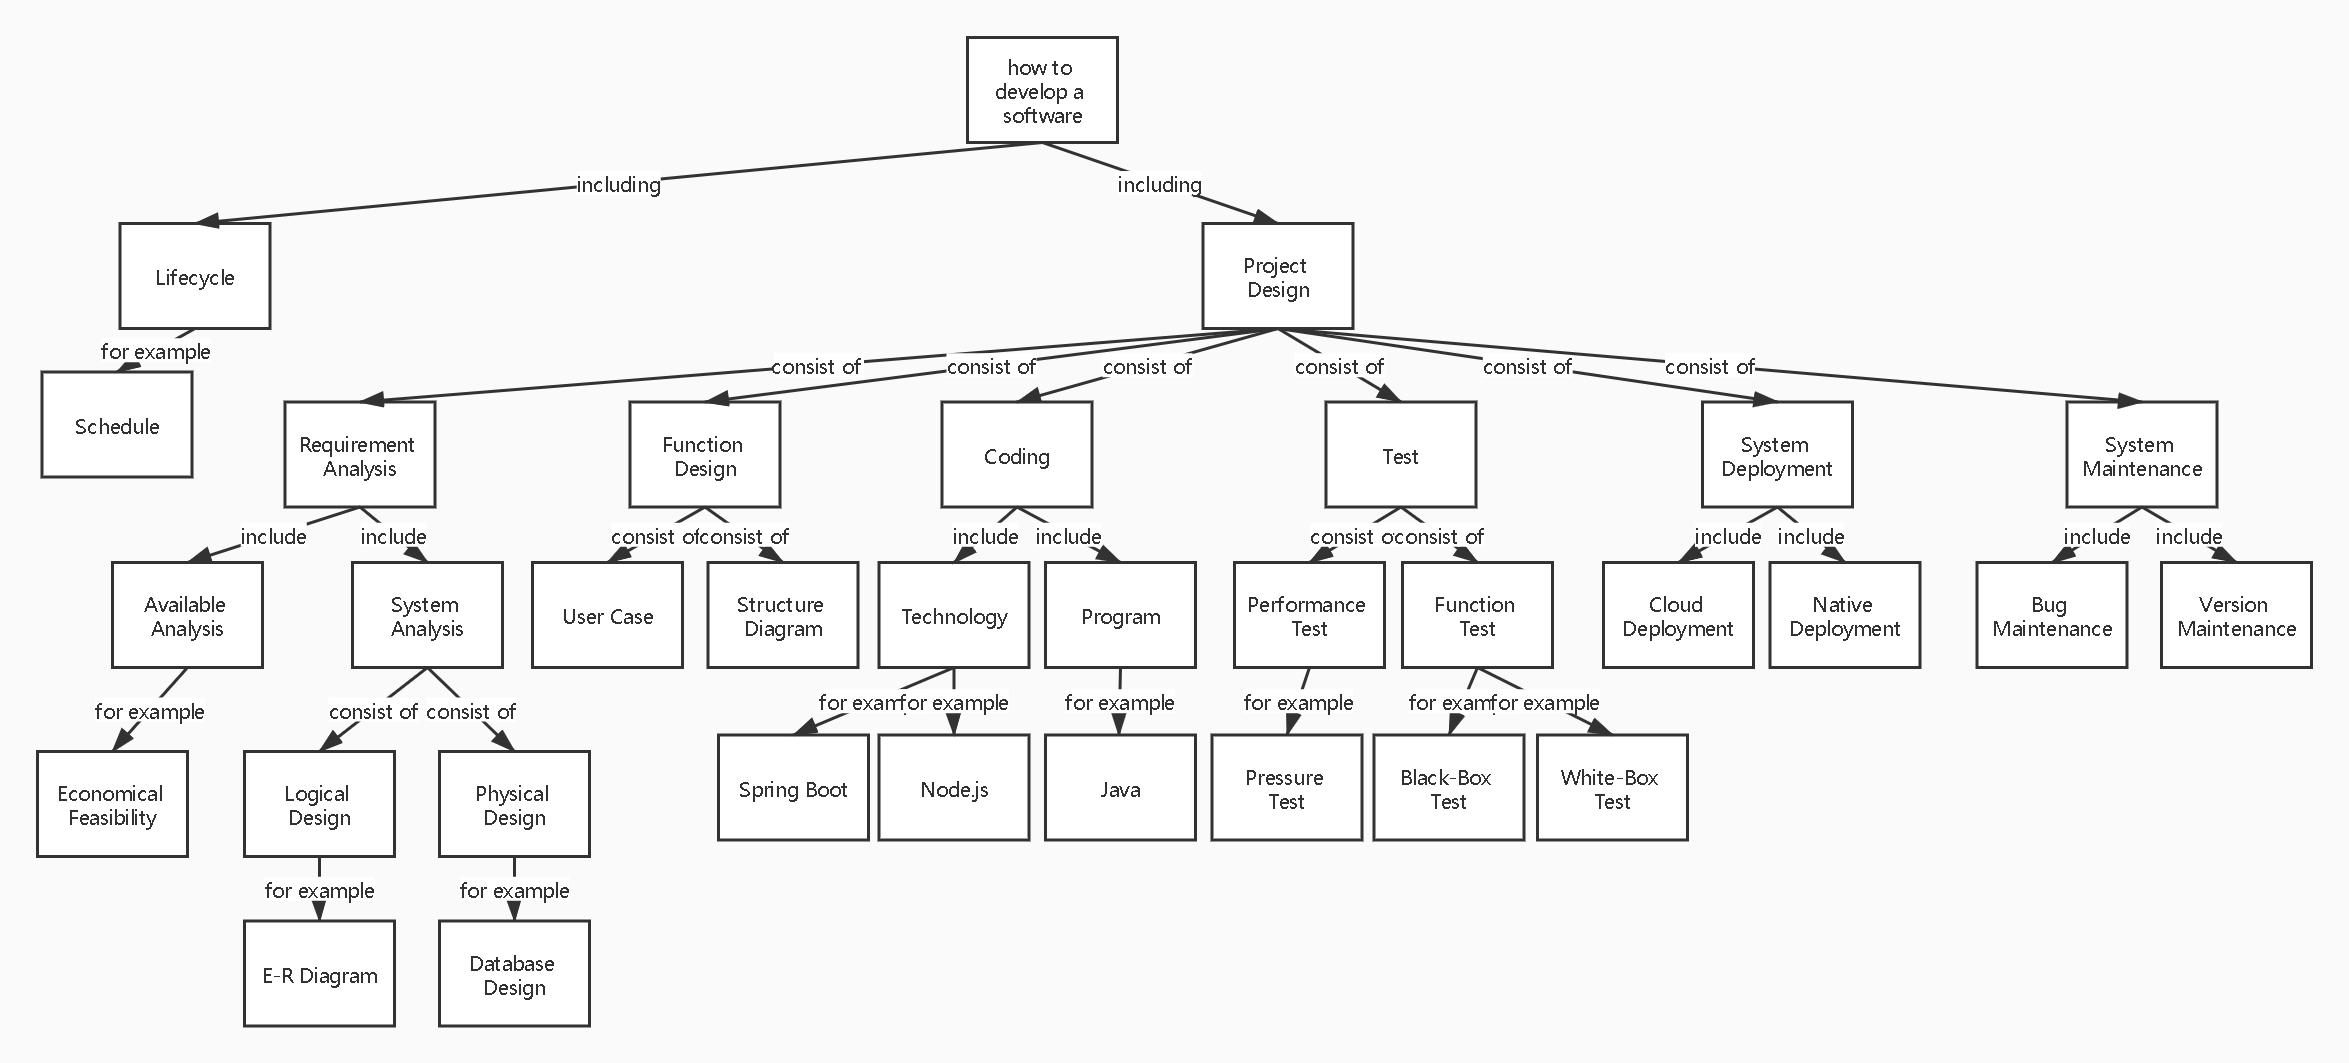 how to
develop a
software
including
including
Lifecycle
Project
Design
for example
consist of
consist of
consist of
consist of
consist of
consist of
Schedule
Requirement
Analysis
Function
Design
Coding
Test
System
Deployment
System
Maintenance
include
include
consist of
consist of
include
include
consist o
consist of
include
include
include
include
Available
Analysis
System
Analysis
User Case
Structure
Diagram
Technology
Program
Performance
Test
Function
Test
Cloud
Deployment
Native
Deployment
Bug
Maintenance
Version
Maintenance
for example
consist of
consist of
for exam
for example
for example
for example
for exam
for example
Economical
Feasibility
Logical
Design
Physical
Design
Spring Boot
Node.js
Java
Pressure
Test
Black-Box
Test
White-Box
Test
for example
for example
E-R Diagram
Database
Design